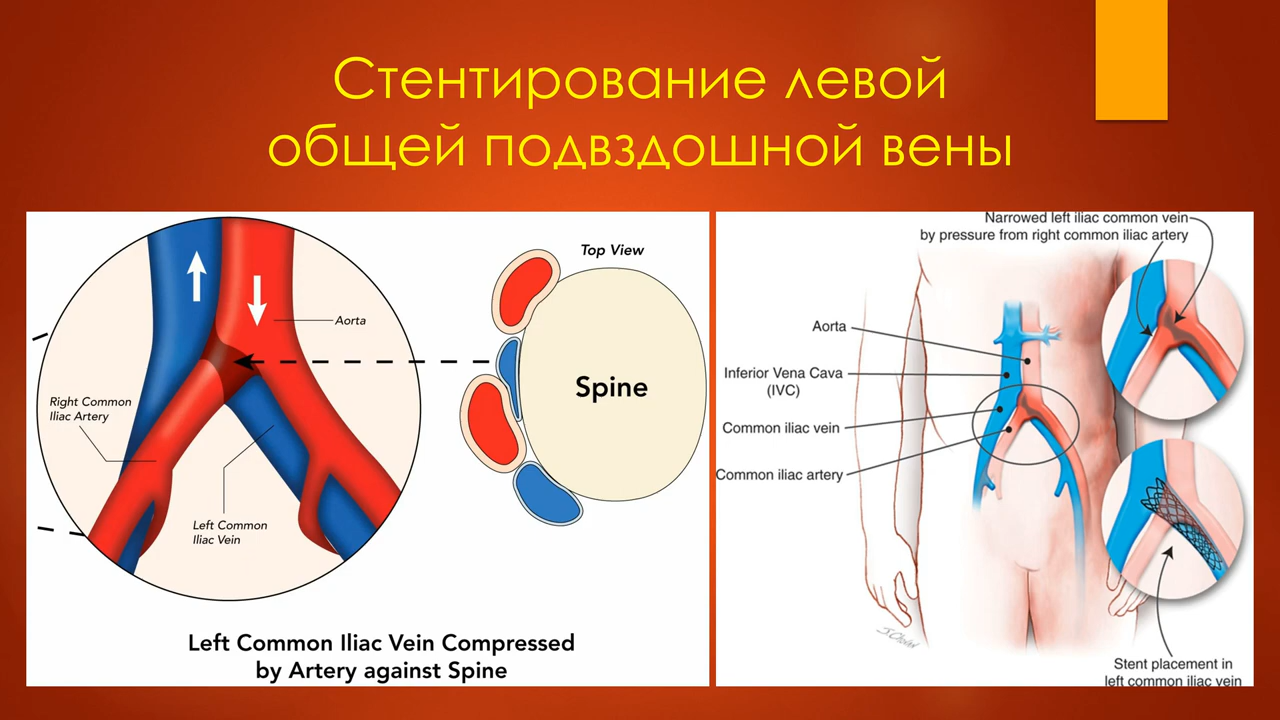 Стентирование левой
общей подвздошной вены
Top View
Aorta
Spine
Right Common
Iliac Artery
Left Common
Iliac Vein
Left Common Iliac Vein Compressed
by Artery against Spine
Narrowed left iliac common vein
by pressure from right common iliac artery
Aorta
Inferior Vena Cava
(IVC)
Common iliac vein
Common iliac artery
Stent placement in
left common iliac vein